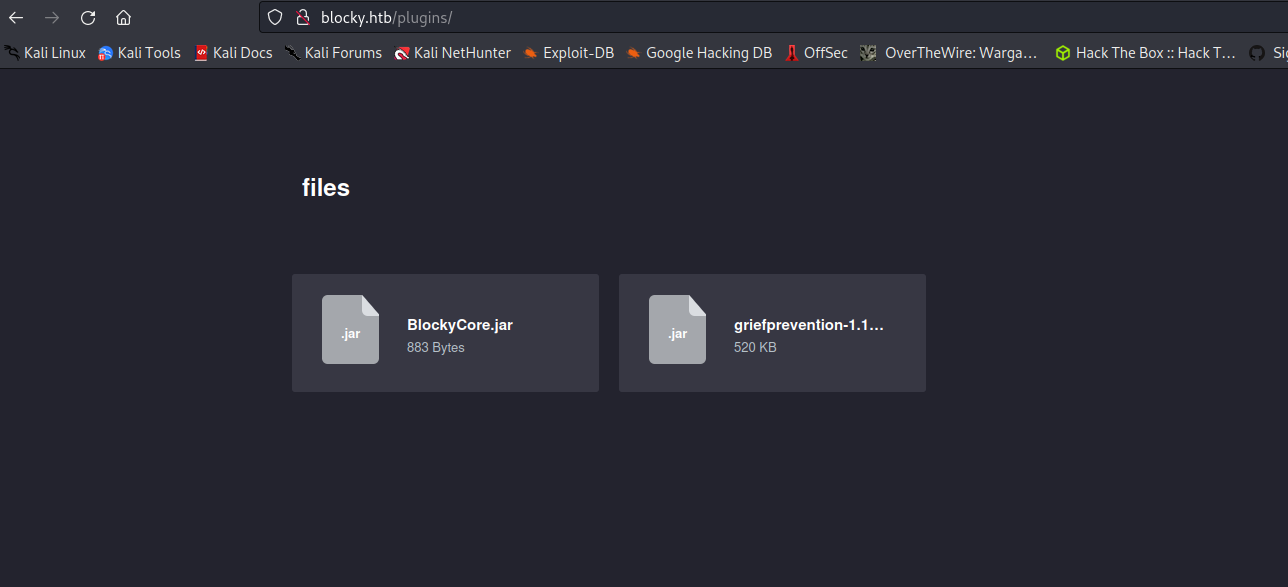 blocky.htb/plugins/
Kali Linux Kali Tools Kali Docs Kali Forums Kali NetHunter Exploit-DB Google Hacking DB OffSec OverTheWire: Warga… Hack The Box :: Hack T… Sig
files
.jar
BlockyCore.jar
883 Bytes
.jar
griefprevention-1.1…
520 KB